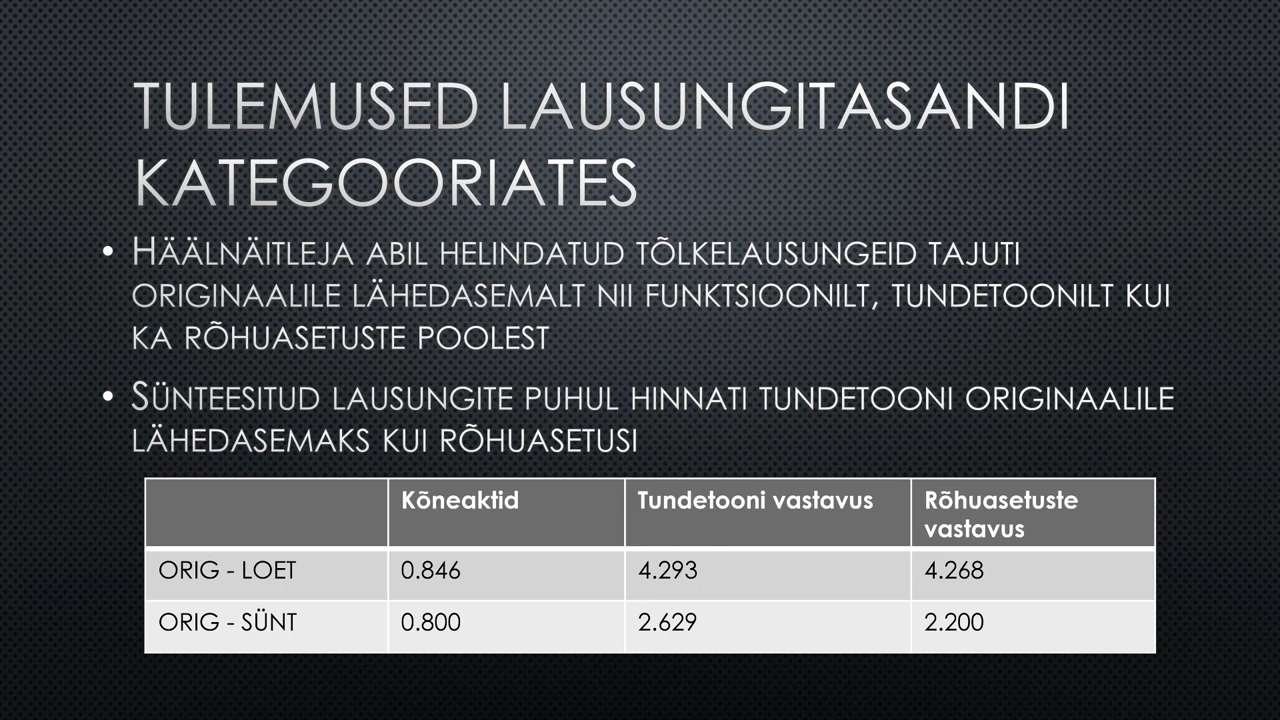 TULEMUSED LAUSUNGITASANDI
KATEGOORIATES
• HÄÄLNÄITLEJA ABIL HELINDATUD TÕLKELAUSUNGEID TAJUTI
ORIGINAALILE LÄHEDASEMALT NII FUNKTSIOONILT, TUNDETOONILT KUI
KA RÕHUASETUSTE POOLEST
• SÜNTEESITUD LAUSUNGITE PUHUL HINNATI TUNDETOONI ORIGINAALILE
LÄHEDASEMAKS KUI RÕHUASETUSI
Kõneaktid Tundetooni vastavus Rõhuasetuste
vastavus
ORIG - LOET 0.846 4.293 4.268
ORIG - SÜNT 0.800 2.629 2.200